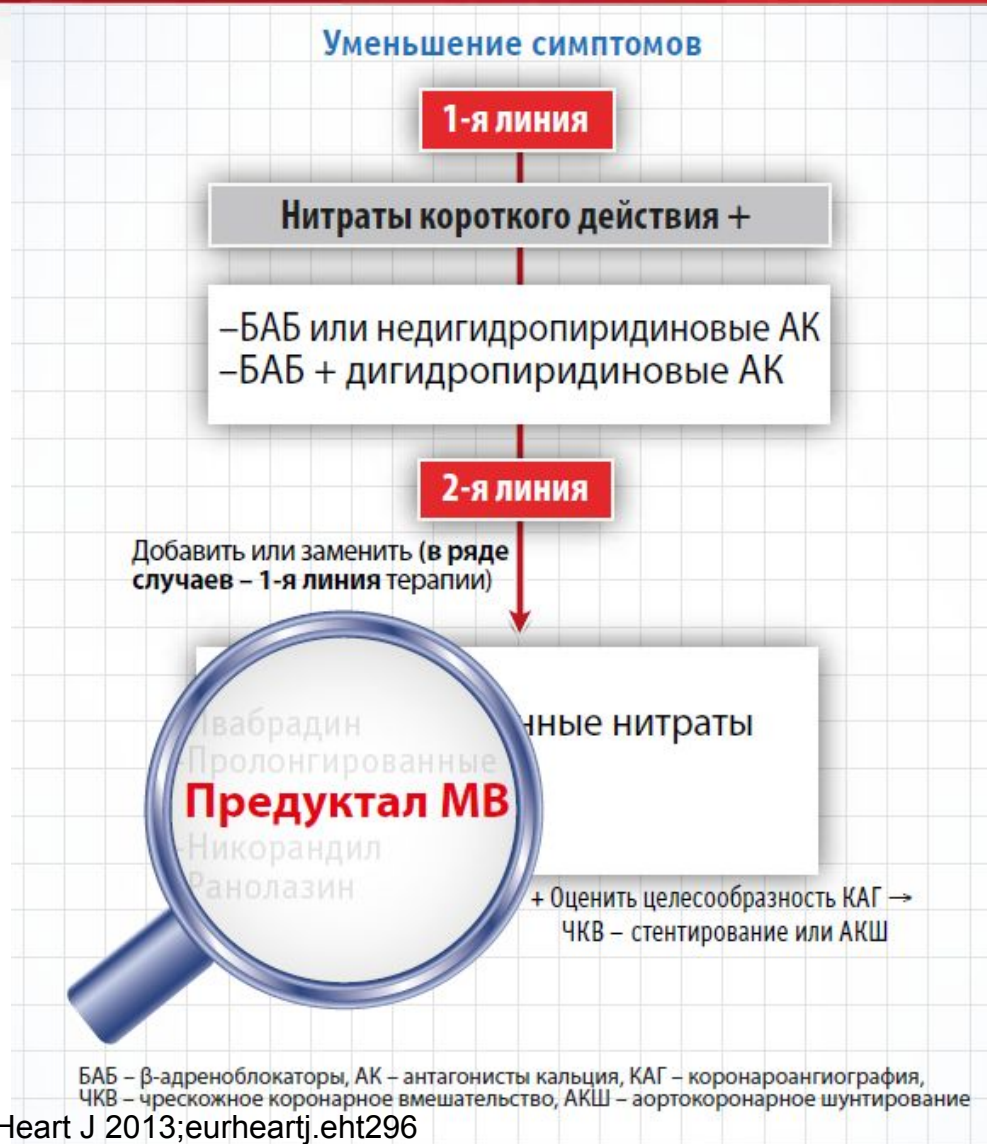 Уменьшение симптомов
1-я линия
Нитраты короткого действия +
–БАБ или недигидропиридиновые АК
–БАБ + дигидропиридиновые АК
2-я линия
Добавить или заменить (в ряде
случаев – 1-я линия терапии)
Ивабрадин
-Пролонгированные нные нитраты
Предуктал МВ
-Никорандил
Ранолазин
+ Оценить целесообразность КАГ →
ЧКВ – стентирование или АКШ
БАБ – β-адреноблокаторы, АК – антагонисты кальция, КАГ – коронароангиография,
ЧКВ – чрескожное коронарное вмешательство, АКШ – аортокоронарное шунтирование
Heart J 2013;eurheartj.eht296